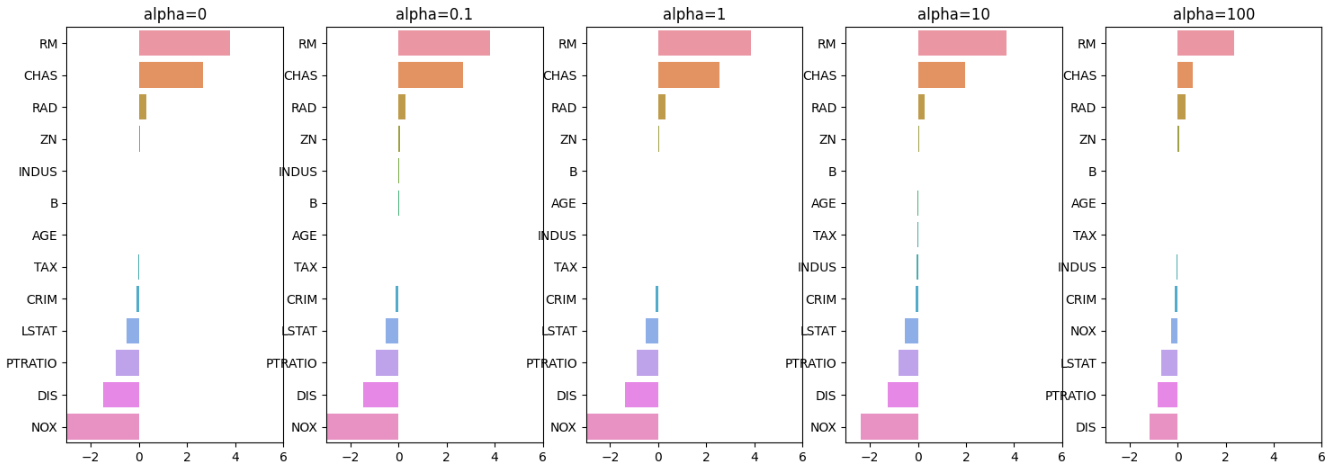 alpha=0
RM
CHAS
RAD
ZN
INDUS
B
AGE
TAX
CRIM
LSTAT
PTRATIO
DIS
NOX
−2 0 2 4 6
alpha=0.1
RM
CHAS
RAD
ZN
INDUS
B
AGE
TAX
CRIM
LSTAT
PTRATIO
DIS
NOX
−2 0 2 4 6
alpha=1
RM
CHAS
RAD
ZN
B
AGE
INDUS
TAX
CRIM
LSTAT
PTRATIO
DIS
NOX
−2 0 2 4 6
alpha=10
RM
CHAS
RAD
ZN
B
AGE
TAX
INDUS
CRIM
LSTAT
PTRATIO
DIS
NOX
−2 0 2 4 6
alpha=100
RM
CHAS
RAD
ZN
B
AGE
TAX
INDUS
CRIM
NOX
LSTAT
PTRATIO
DIS
−2 0 2 4 6